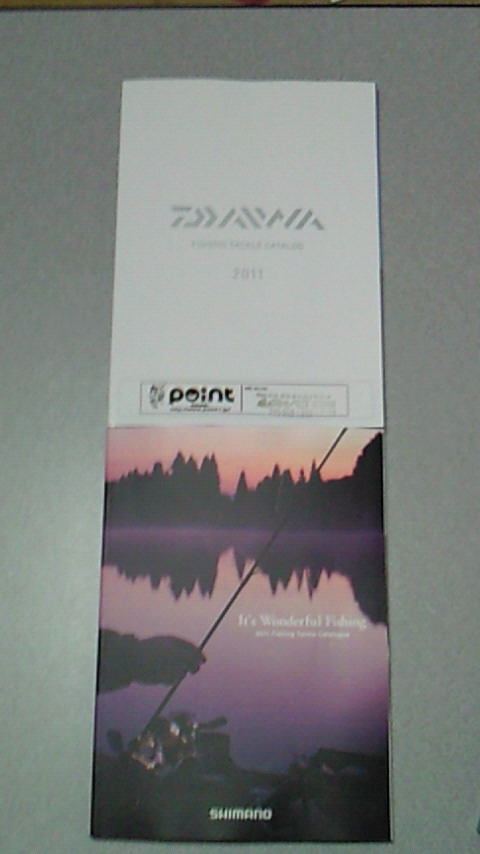 DAIWA
FISHING TACKLE CATALOG
2011
point
It's Wonderful Fishing
2011 Fishing Tackle Catalogue
SHIMANO